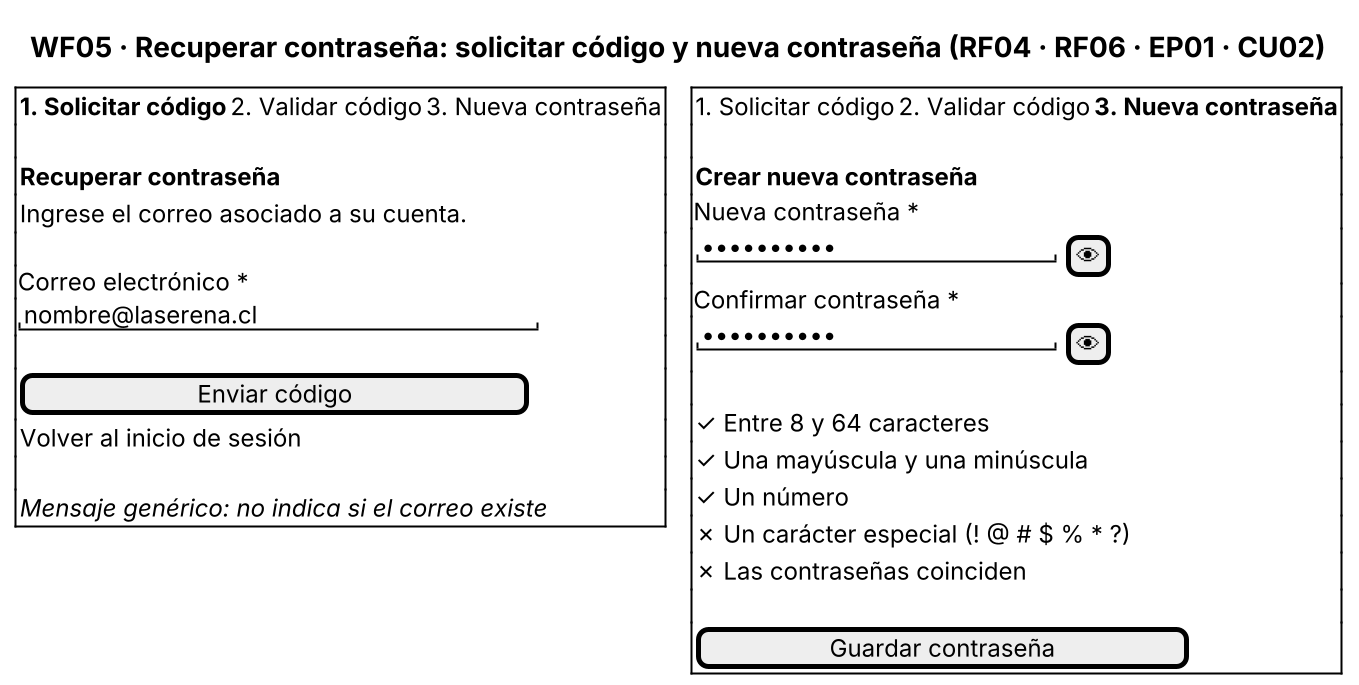 WF05 · Recuperar contraseña: solicitar código y nueva contraseña (RF04 · RF06 · EP01 · CU02)
1. Solicitar código 2. Validar código 3. Nueva contraseña
Recuperar contraseña
Ingrese el correo asociado a su cuenta.
Correo electrónico *
nombre@laserena.cl
Enviar código
Volver al inicio de sesión
Mensaje genérico: no indica si el correo existe
1. Solicitar código 2. Validar código 3. Nueva contraseña
Crear nueva contraseña
Nueva contraseña *
••••••••••
Confirmar contraseña *
••••••••••
✓ Entre 8 y 64 caracteres
✓ Una mayúscula y una minúscula
✓ Un número
× Un carácter especial (! @ # $ % * ?)
× Las contraseñas coinciden
Guardar contraseña